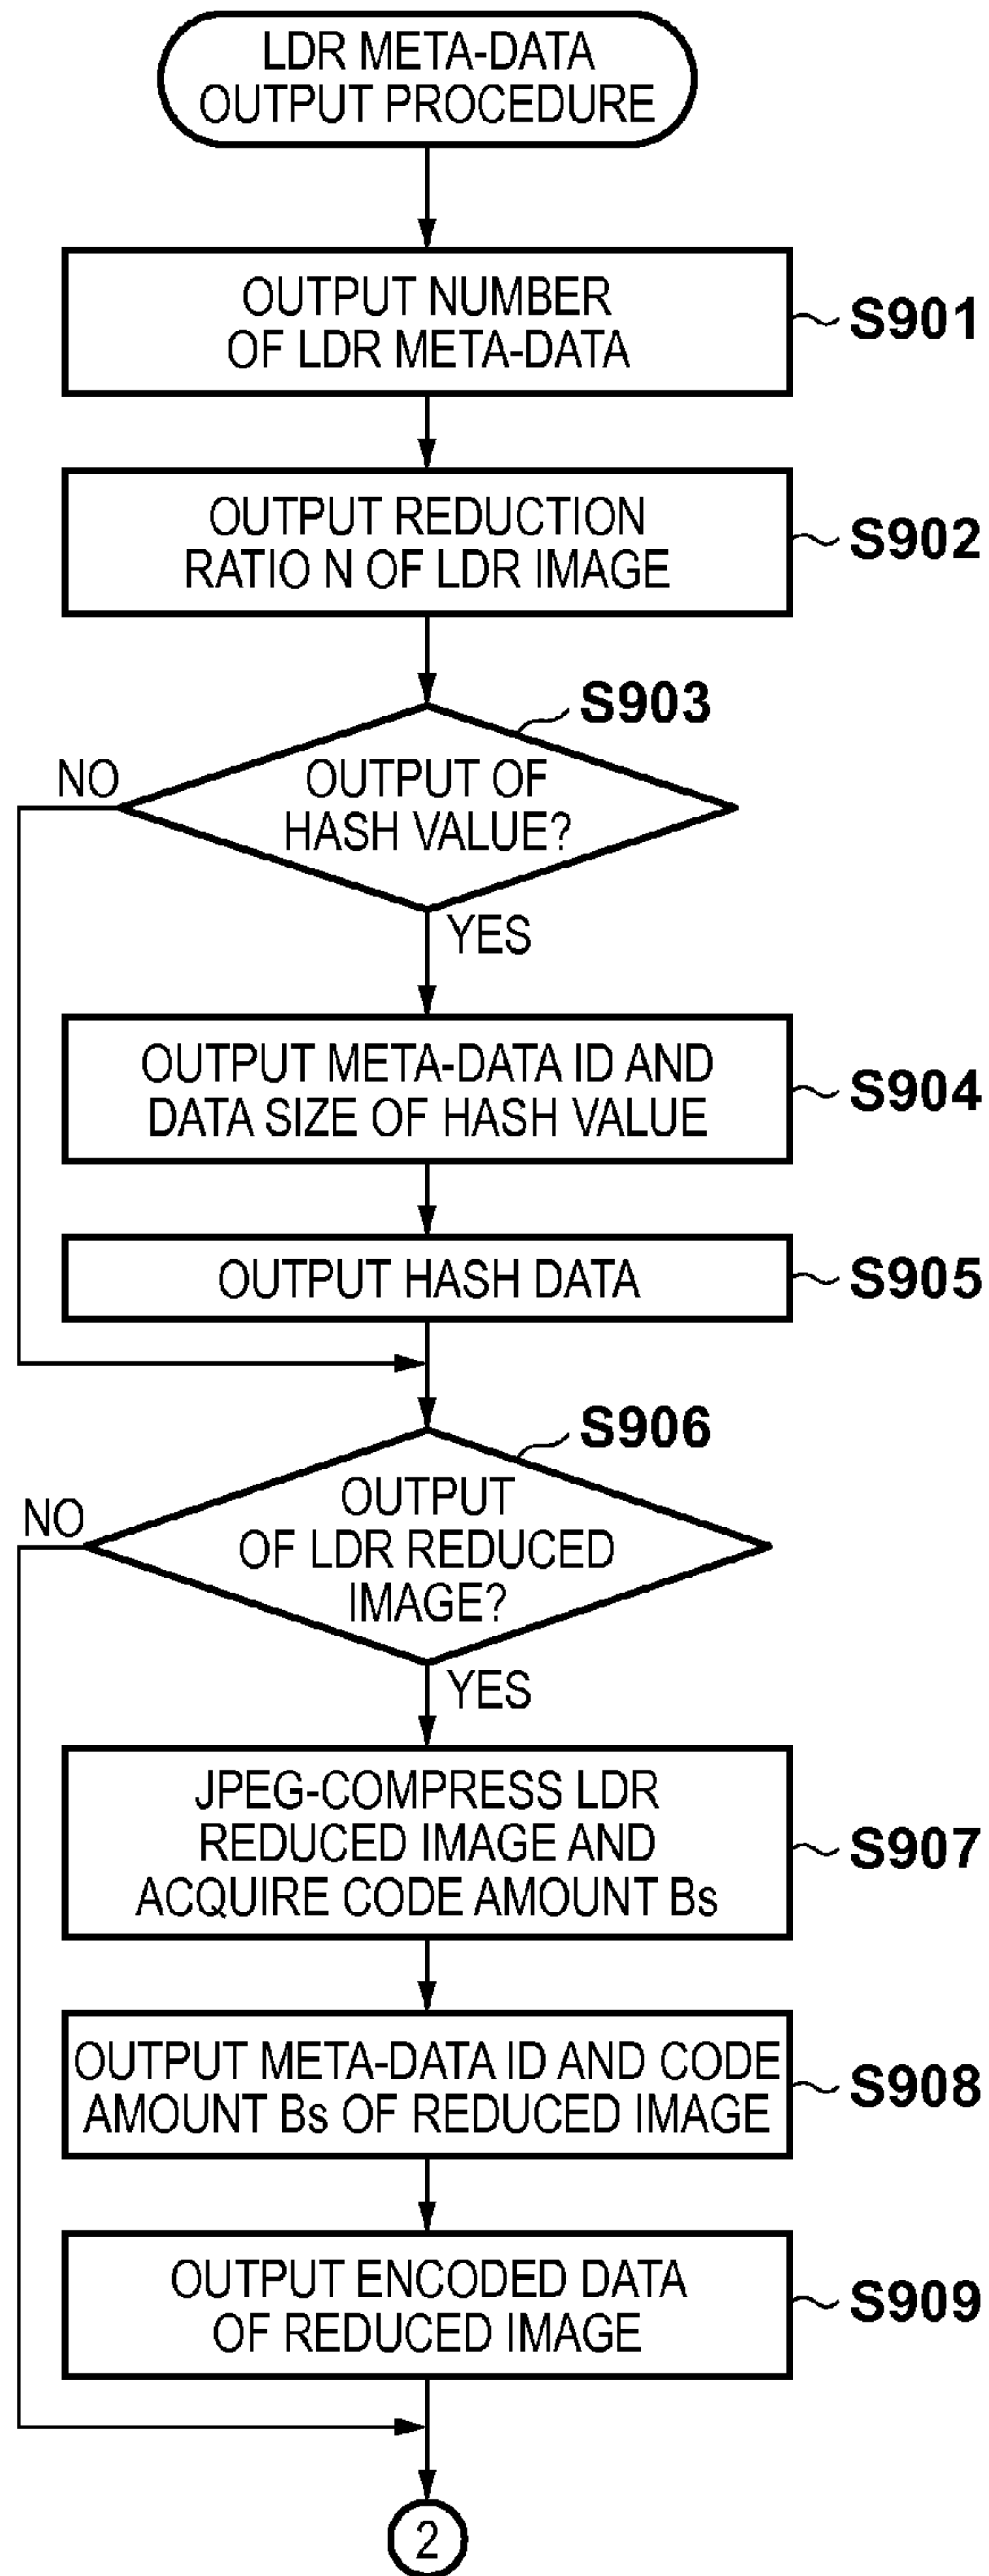 LDR META-DATA
OUTPUT PROCEDURE
OUTPUT NUMBER
OF LDR META-DATA
S901
OUTPUT REDUCTION
RATIO N OF LDR IMAGE
S902
S903
NO
OUTPUT OF
HASH VALUE?
YES
OUTPUT META-DATA ID AND
DATA SIZE OF HASH VALUE
S904
OUTPUT HASH DATA
S905
S906
NO
OUTPUT
OF LDR REDUCED
IMAGE?
YES
JPEG-COMPRESS LDR
REDUCED IMAGE AND
ACQUIRE CODE AMOUNT Bs
S907
OUTPUT META-DATA ID AND CODE
AMOUNT Bs OF REDUCED IMAGE
S908
OUTPUT ENCODED DATA
OF REDUCED IMAGE
S909
2